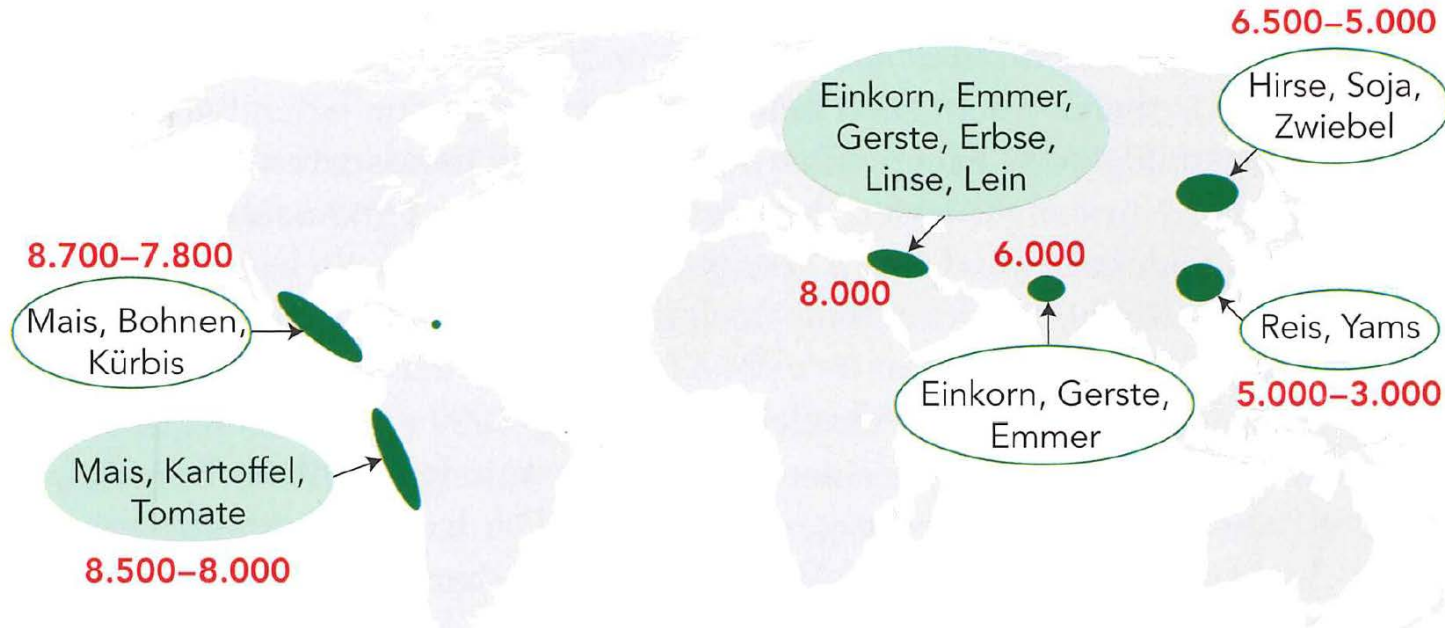 6.500–5.000
Hirse, Soja,
Zwiebel
Einkorn, Emmer,
Gerste, Erbse,
Linse, Lein
8.000
6.000
Einkorn, Gerste,
Emmer
Reis, Yams
5.000–3.000
8.700–7.800
Mais, Bohnen,
Kürbis
Mais, Kartoffel,
Tomate
8.500–8.000